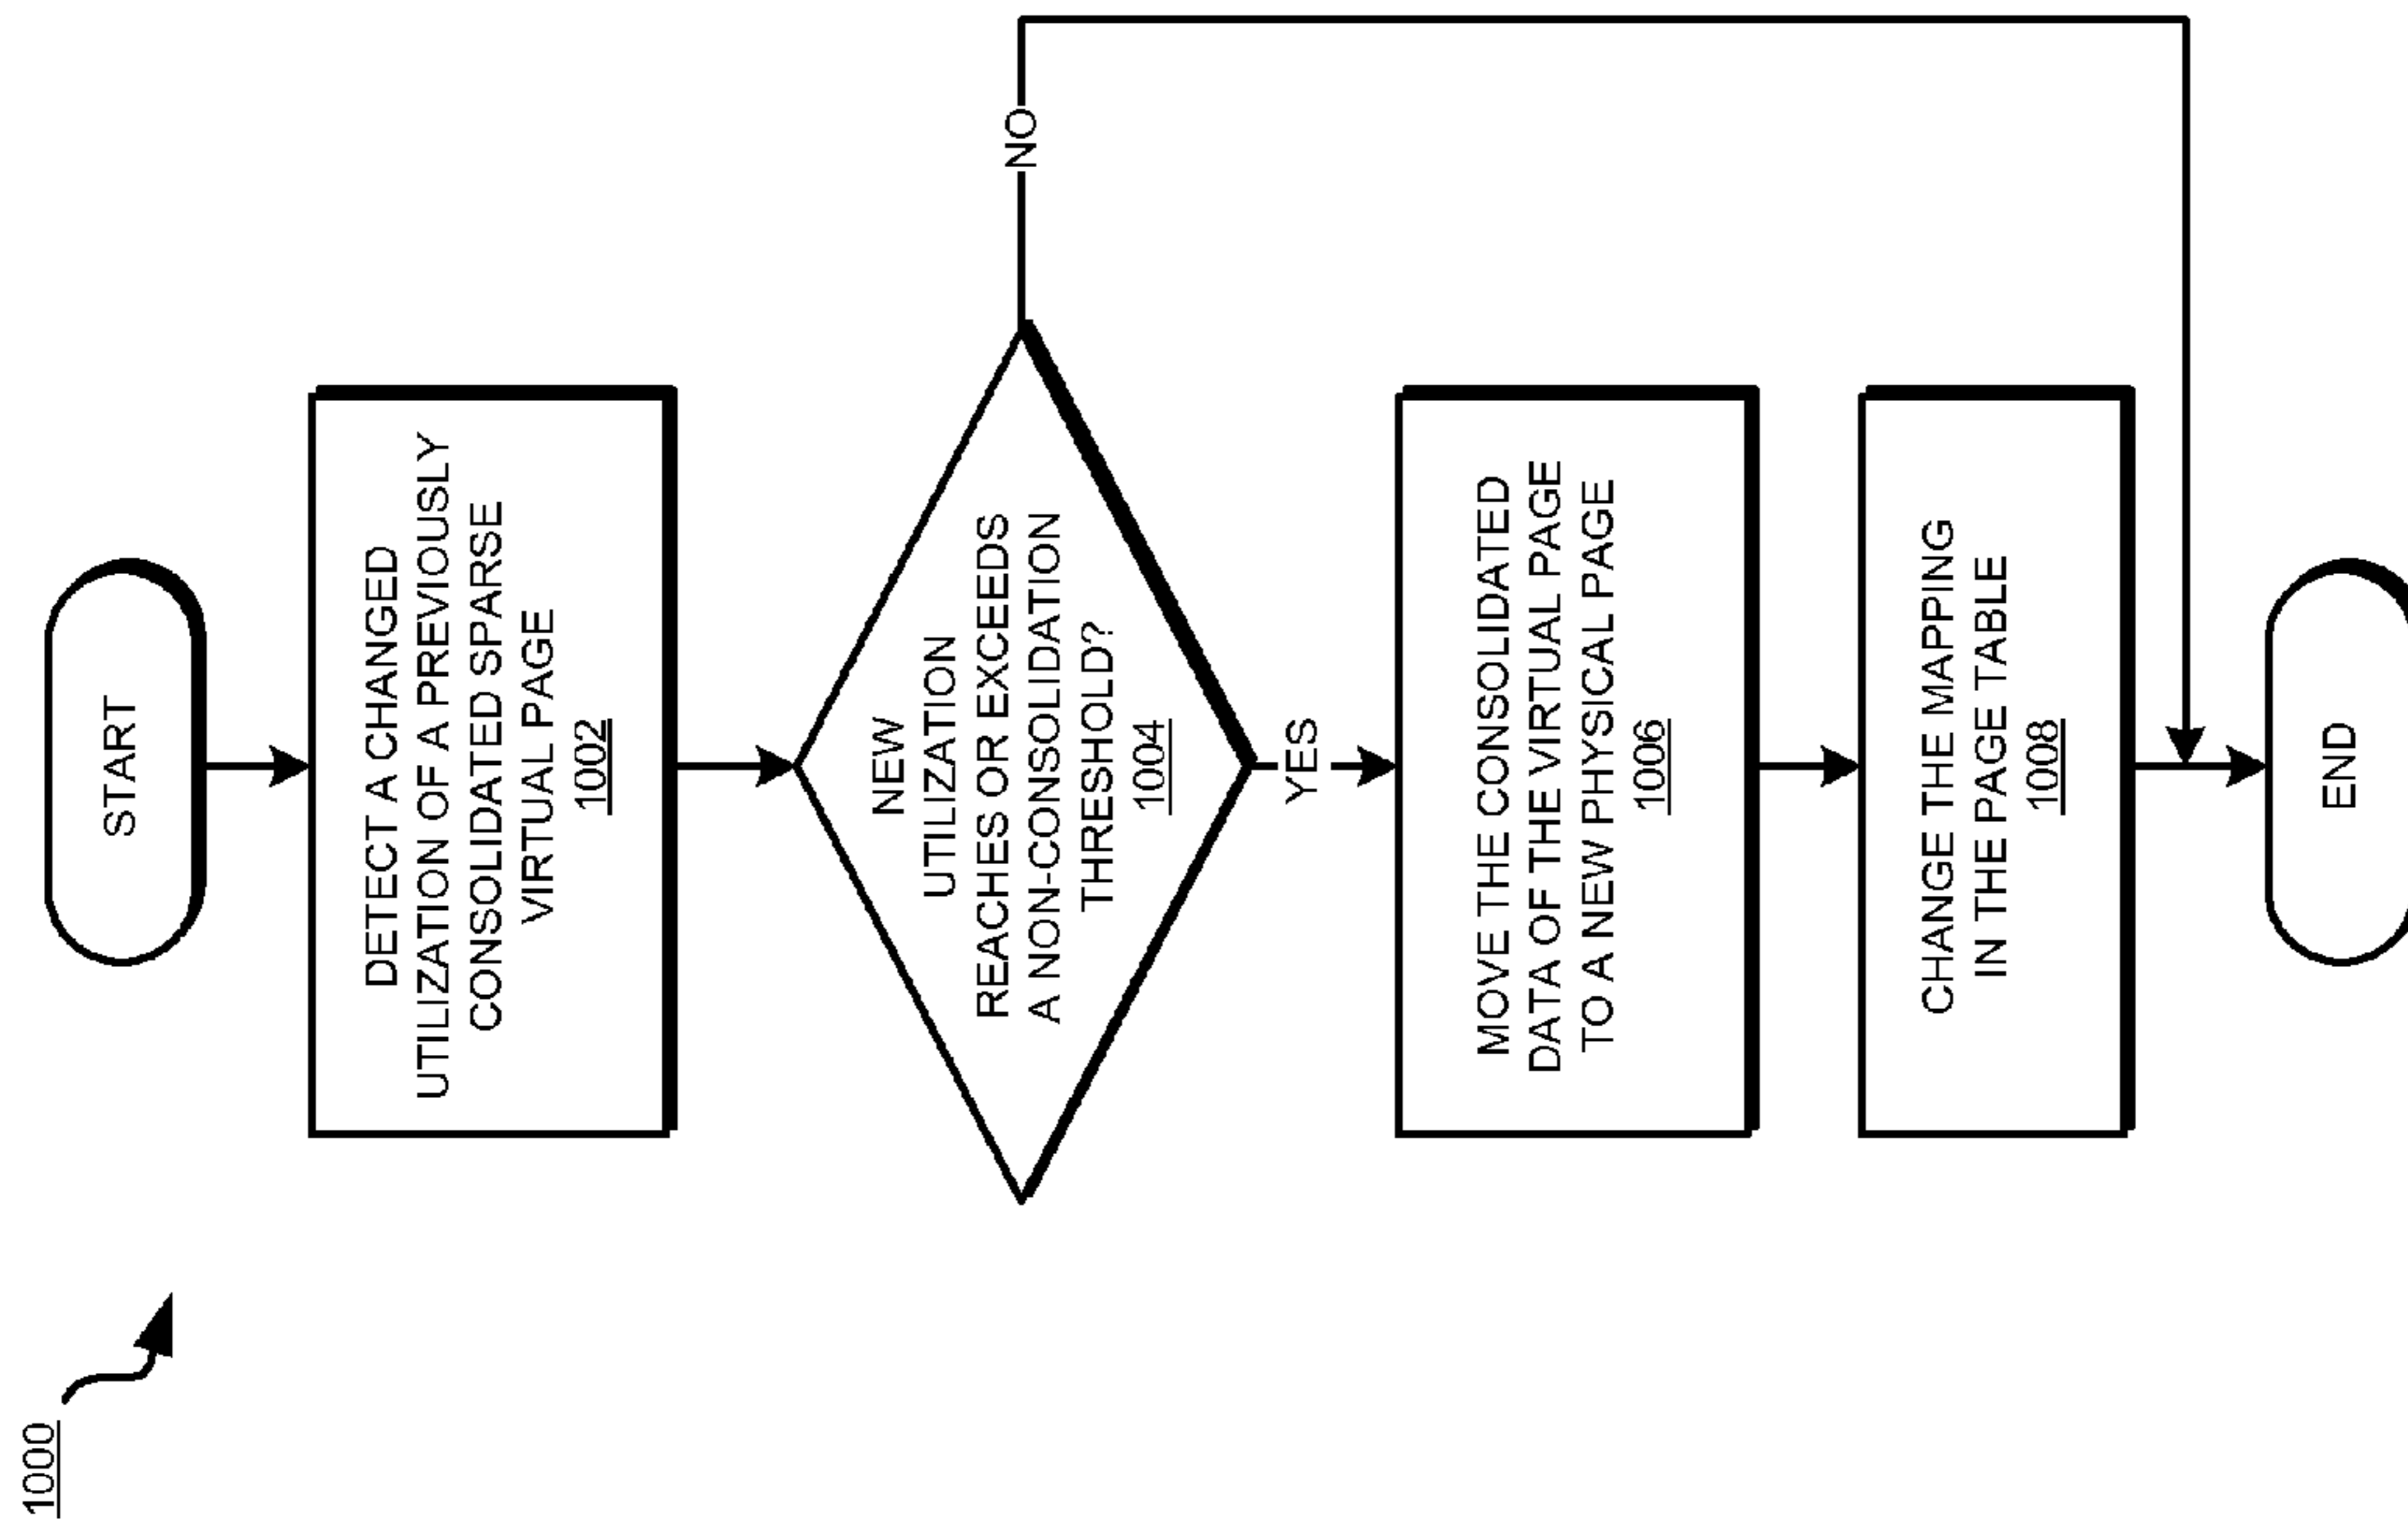 1000
START
DETECT A CHANGED
UTILIZATION OF A PREVIOUSLY
CONSOLIDATED SPARSE
VIRTUAL PAGE
1002
NEW
UTILIZATION
REACHES OR EXCEEDS
A NON-CONSOLIDATION
THRESHOLD?
1004
NO
YES
MOVE THE CONSOLIDATED
DATA OF THE VIRTUAL PAGE
TO A NEW PHYSICAL PAGE
1006
CHANGE THE MAPPING
IN THE PAGE TABLE
1008
END